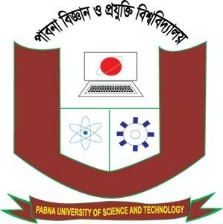 পাবনা বিজ্ঞান ও প্রযুক্তি বিশ্ববিদ্যালয়
PABNA UNIVERSITY OF SCIENCE AND TECHNOLOGY